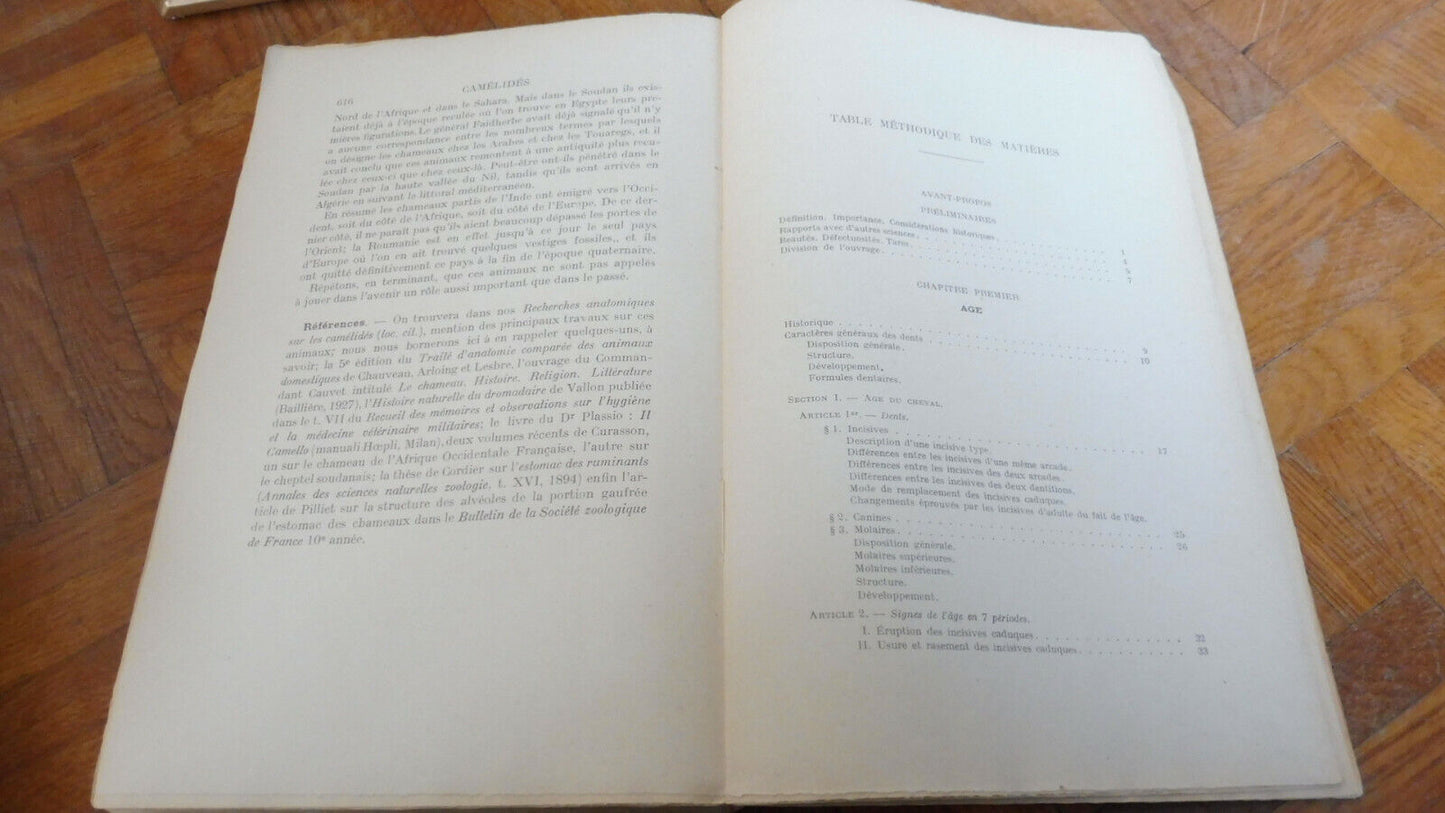 616
CAMÉLIDÉS
Nord de l'Afrique et dans le Sahara. Mais dans le Soudan ils exis-
taient déjà à l'époque reculée où l'on trouve en Égypte leurs pre-
mières figurations. Le général Faidherbe avait déjà signalé qu'il n'y
a aucune correspondance entre les nombreux termes par lesquels
on désigne les chameaux chez les Arabes et chez les Touaregs, et il
avait conclu que ces animaux remontent à une antiquité plus recu-
lée chez ceux-ci que chez ceux-là. Peut-être ont-ils pénétré dans le
Soudan par la haute vallée du Nil, tandis qu'ils sont arrivés en
Algérie en suivant le littoral méditerranéen.
En résumé les chameaux partis de l'Inde ont émigré vers l'Occi-
dent, soit du côté de l'Afrique, soit du côté de l'Europe. De ce der-
nier côté, il ne paraît pas qu'ils aient beaucoup dépassé les portes de
l'Orient; la Roumanie est en effet jusqu'à ce jour le seul pays
d'Europe où l'on en ait trouvé quelques vestiges fossiles, et ils
ont quitté définitivement ce pays à la fin de l'époque quaternaire.
Répétons, en terminant, que ces animaux ne sont pas appelés
à jouer dans l'avenir un rôle aussi important que dans le passé.
Références. — On trouvera dans nos Recherches anatomiques
sur les camélidés (loc. cit.), mention des principaux travaux sur ces
animaux; nous nous bornerons ici à en rappeler quelques-uns, à
savoir; la 5e édition du Traité d'anatomie comparée des animaux
domestiques de Chauveau, Arloing et Lesbre, l'ouvrage du Comman-
dant Cauvet intitulé Le chameau. Histoire. Religion. Littérature
(Baillière, 1927), l'Histoire naturelle du dromadaire de Vallon publiée
dans le t. VII du Recueil des mémoires et observations sur l'hygiène
et la médecine vétérinaire militaires; le livre du Dr Plassio : Il
Camello (manuali Hœpli, Milan), deux volumes récents de Curasson,
un sur le chameau de l'Afrique Occidentale Française, l'autre sur
le cheptel soudanais; la thèse de Cordier sur l'estomac des ruminants
(Annales des sciences naturelles zoologie, t. XVI, 1894) enfin l'ar-
ticle de Pilliet sur la structure des alvéoles de la portion gaufrée
de l'estomac des chameaux dans le Bulletin de la Société zoologique
de France 10e année.
TABLE MÉTHODIQUE DES MATIÈRES
AVANT-PROPOS
PRÉLIMINAIRES
Définition. Importance. Considérations historiques. . . . . . . . . 1
Rapports avec d'autres sciences. . . . . . . . . 4
Beautés. Défectuosités. Tares. . . . . . . . . 5
Division de l'ouvrage. . . . . . . . . 7
CHAPITRE PREMIER
AGE
Historique . . . . . . . . . 9
Caractères généraux des dents . . . . . . . . . 10
Disposition générale.
Structure.
Développement.
Formules dentaires.
SECTION I. — AGE DU CHEVAL.
ARTICLE 1er. — Dents.
§ 1. Incisives . . . . . . . . . 17
Description d'une incisive type.
Différences entre les incisives d'une même arcade.
Différences entre les incisives des deux arcades.
Différences entre les incisives des deux dentitions.
Mode de remplacement des incisives caduques.
Changements éprouvés par les incisives d'adulte du fait de l'âge.
§ 2. Canines . . . . . . . . . 25
§ 3. Molaires. . . . . . . . . 26
Disposition générale.
Molaires supérieures.
Molaires inférieures.
Structure.
Développement.
ARTICLE 2. — Signes de l'âge en 7 périodes.
I. Éruption des incisives caduques. . . . . . . . . 32
II. Usure et rasement des incisives caduques. . . . . . . . . 33